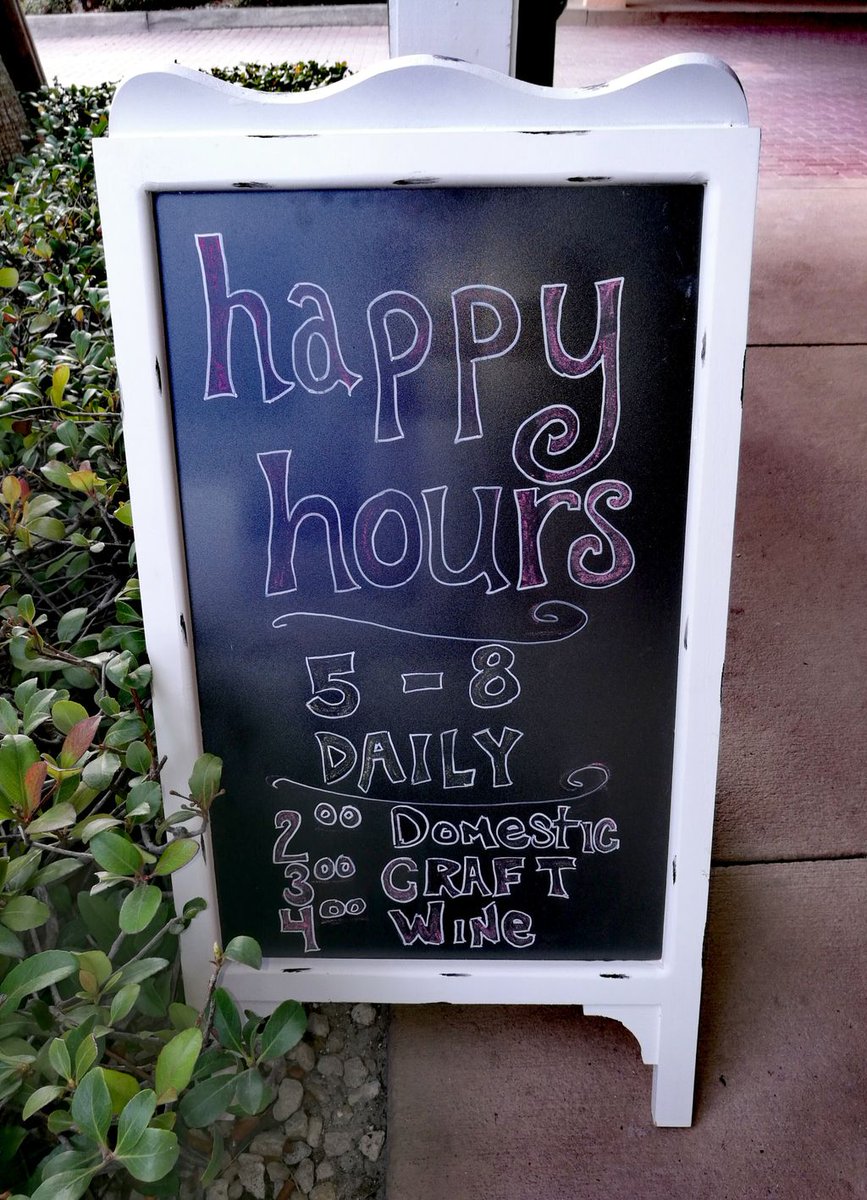 happy
hours
5 - 8
DAILY
2⁰⁰ Domestic
3⁰⁰ CRAFT
4⁰⁰ Wine